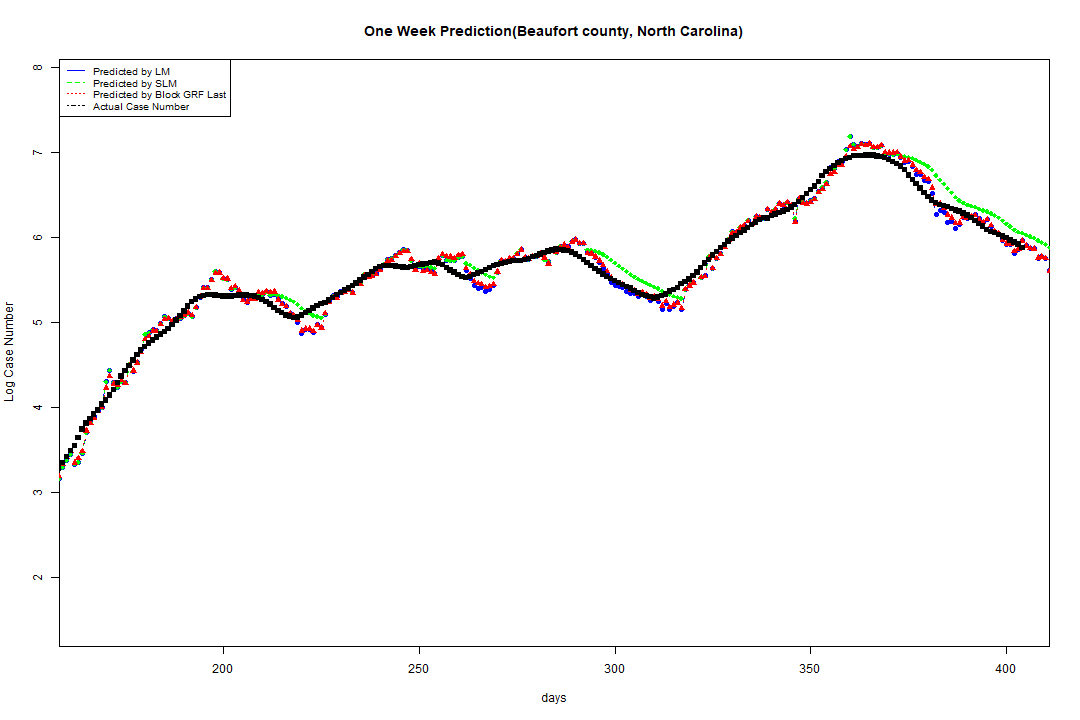 One Week Prediction(Beaufort county, North Carolina)
Predicted by LM
Predicted by SLM
Predicted by Block GRF Last
Actual Case Number
8
7
6
5
4
3
2
Log Case Number
200 250 300 350 400
days